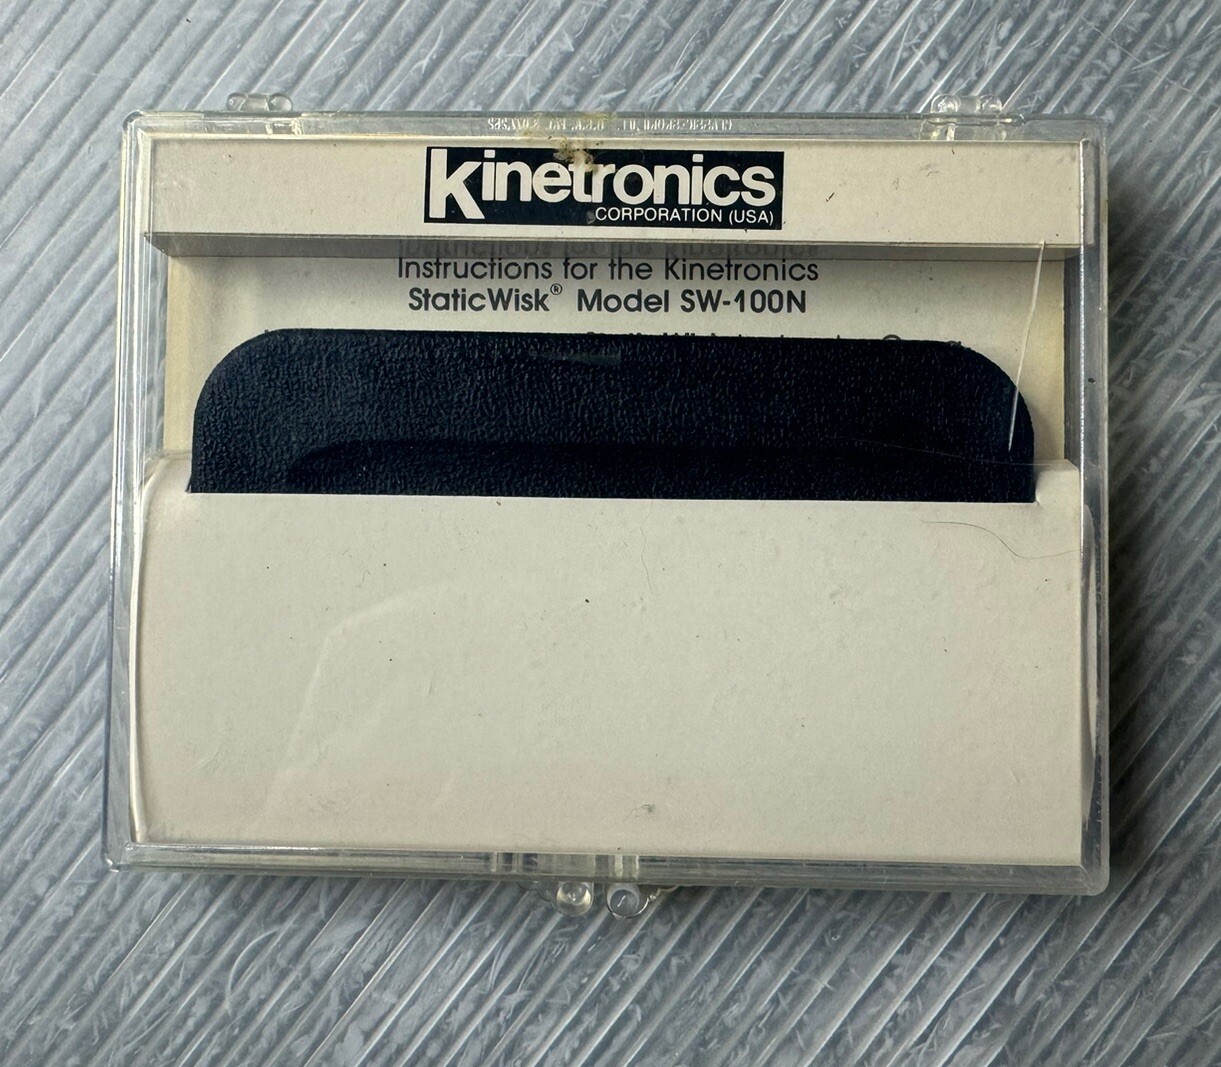 Kinetronics
CORPORATION (USA)
Instructions for the Kinetronics
StaticWisk® Model SW-100N